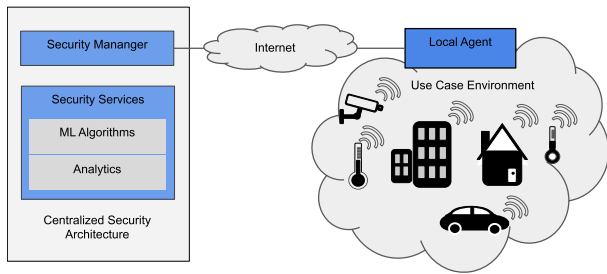 Security Mananger
Internet
Local Agent
Use Case Environment
Security Services
ML Algorithms
Analytics
Centralized Security
Architecture